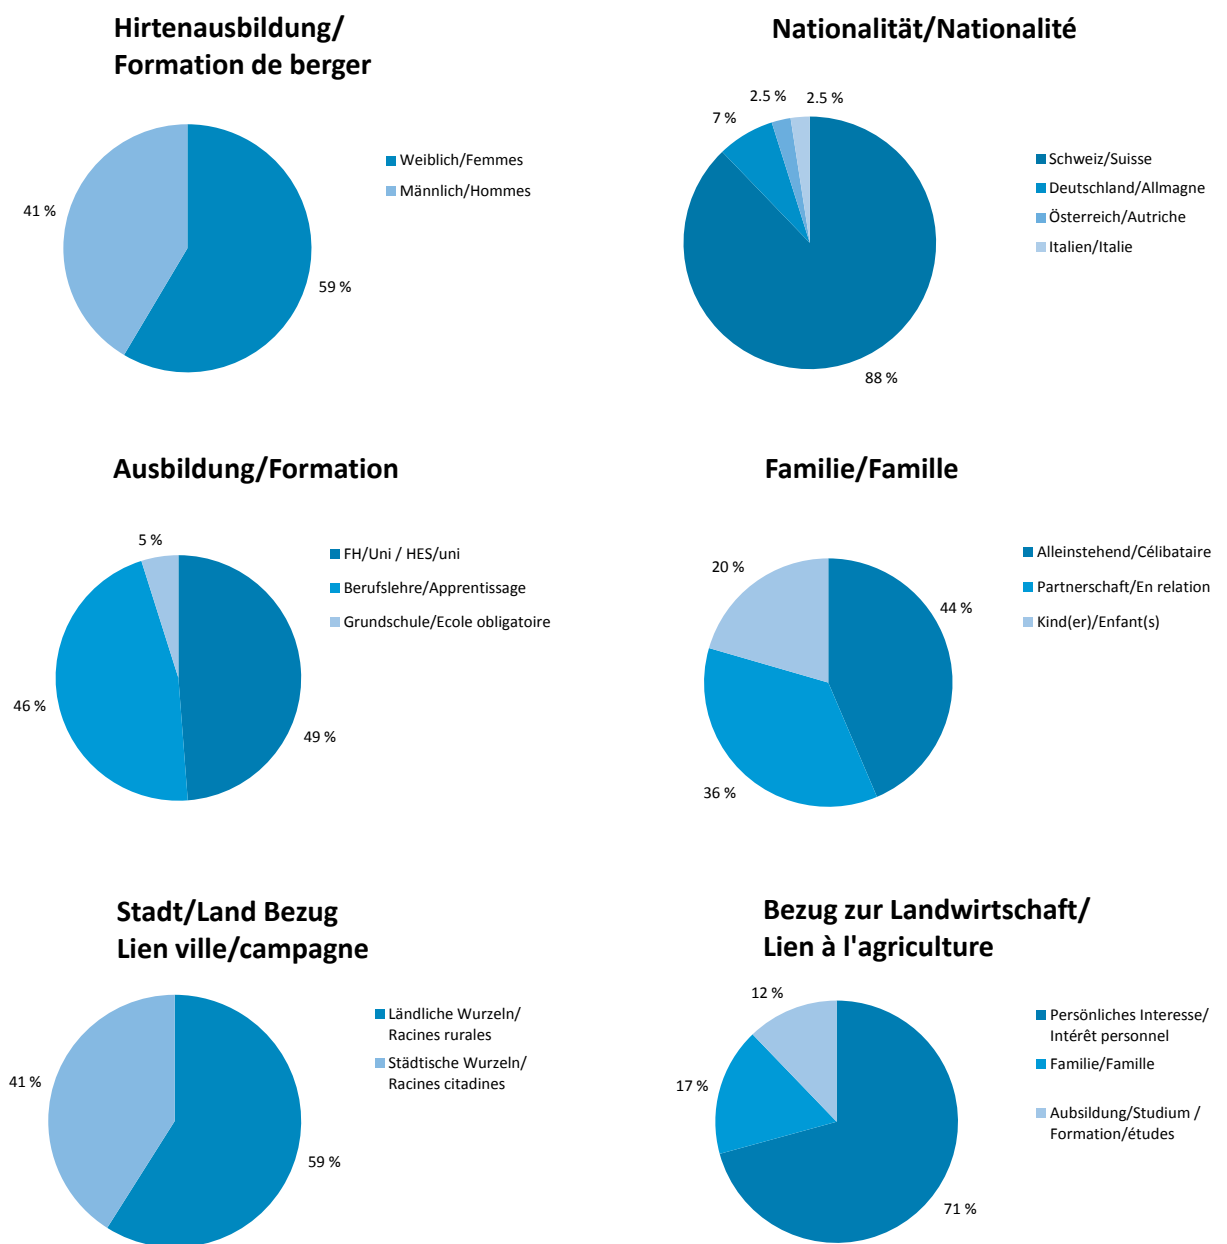 Hirtenausbildung/
Formation de berger
41 %
59 %
Weiblich/Femmes
Männlich/Hommes
Nationalität/Nationalité
2.5 %
2.5 %
7 %
88 %
Schweiz/Suisse
Deutschland/Allmagne
Österreich/Autriche
Italien/Italie
Ausbildung/Formation
5 %
46 %
49 %
FH/Uni / HES/uni
Berufslehre/Apprentissage
Grundschule/Ecole obligatoire
Familie/Famille
20 %
44 %
36 %
Alleinstehend/Célibataire
Partnerschaft/En relation
Kind(er)/Enfant(s)
Stadt/Land Bezug
Lien ville/campagne
41 %
59 %
Ländliche Wurzeln/
Racines rurales
Städtische Wurzeln/
Racines citadines
Bezug zur Landwirtschaft/
Lien à l'agriculture
12 %
17 %
71 %
Persönliches Interesse/
Intérêt personnel
Familie/Famille
Aubsildung/Studium /
Formation/études